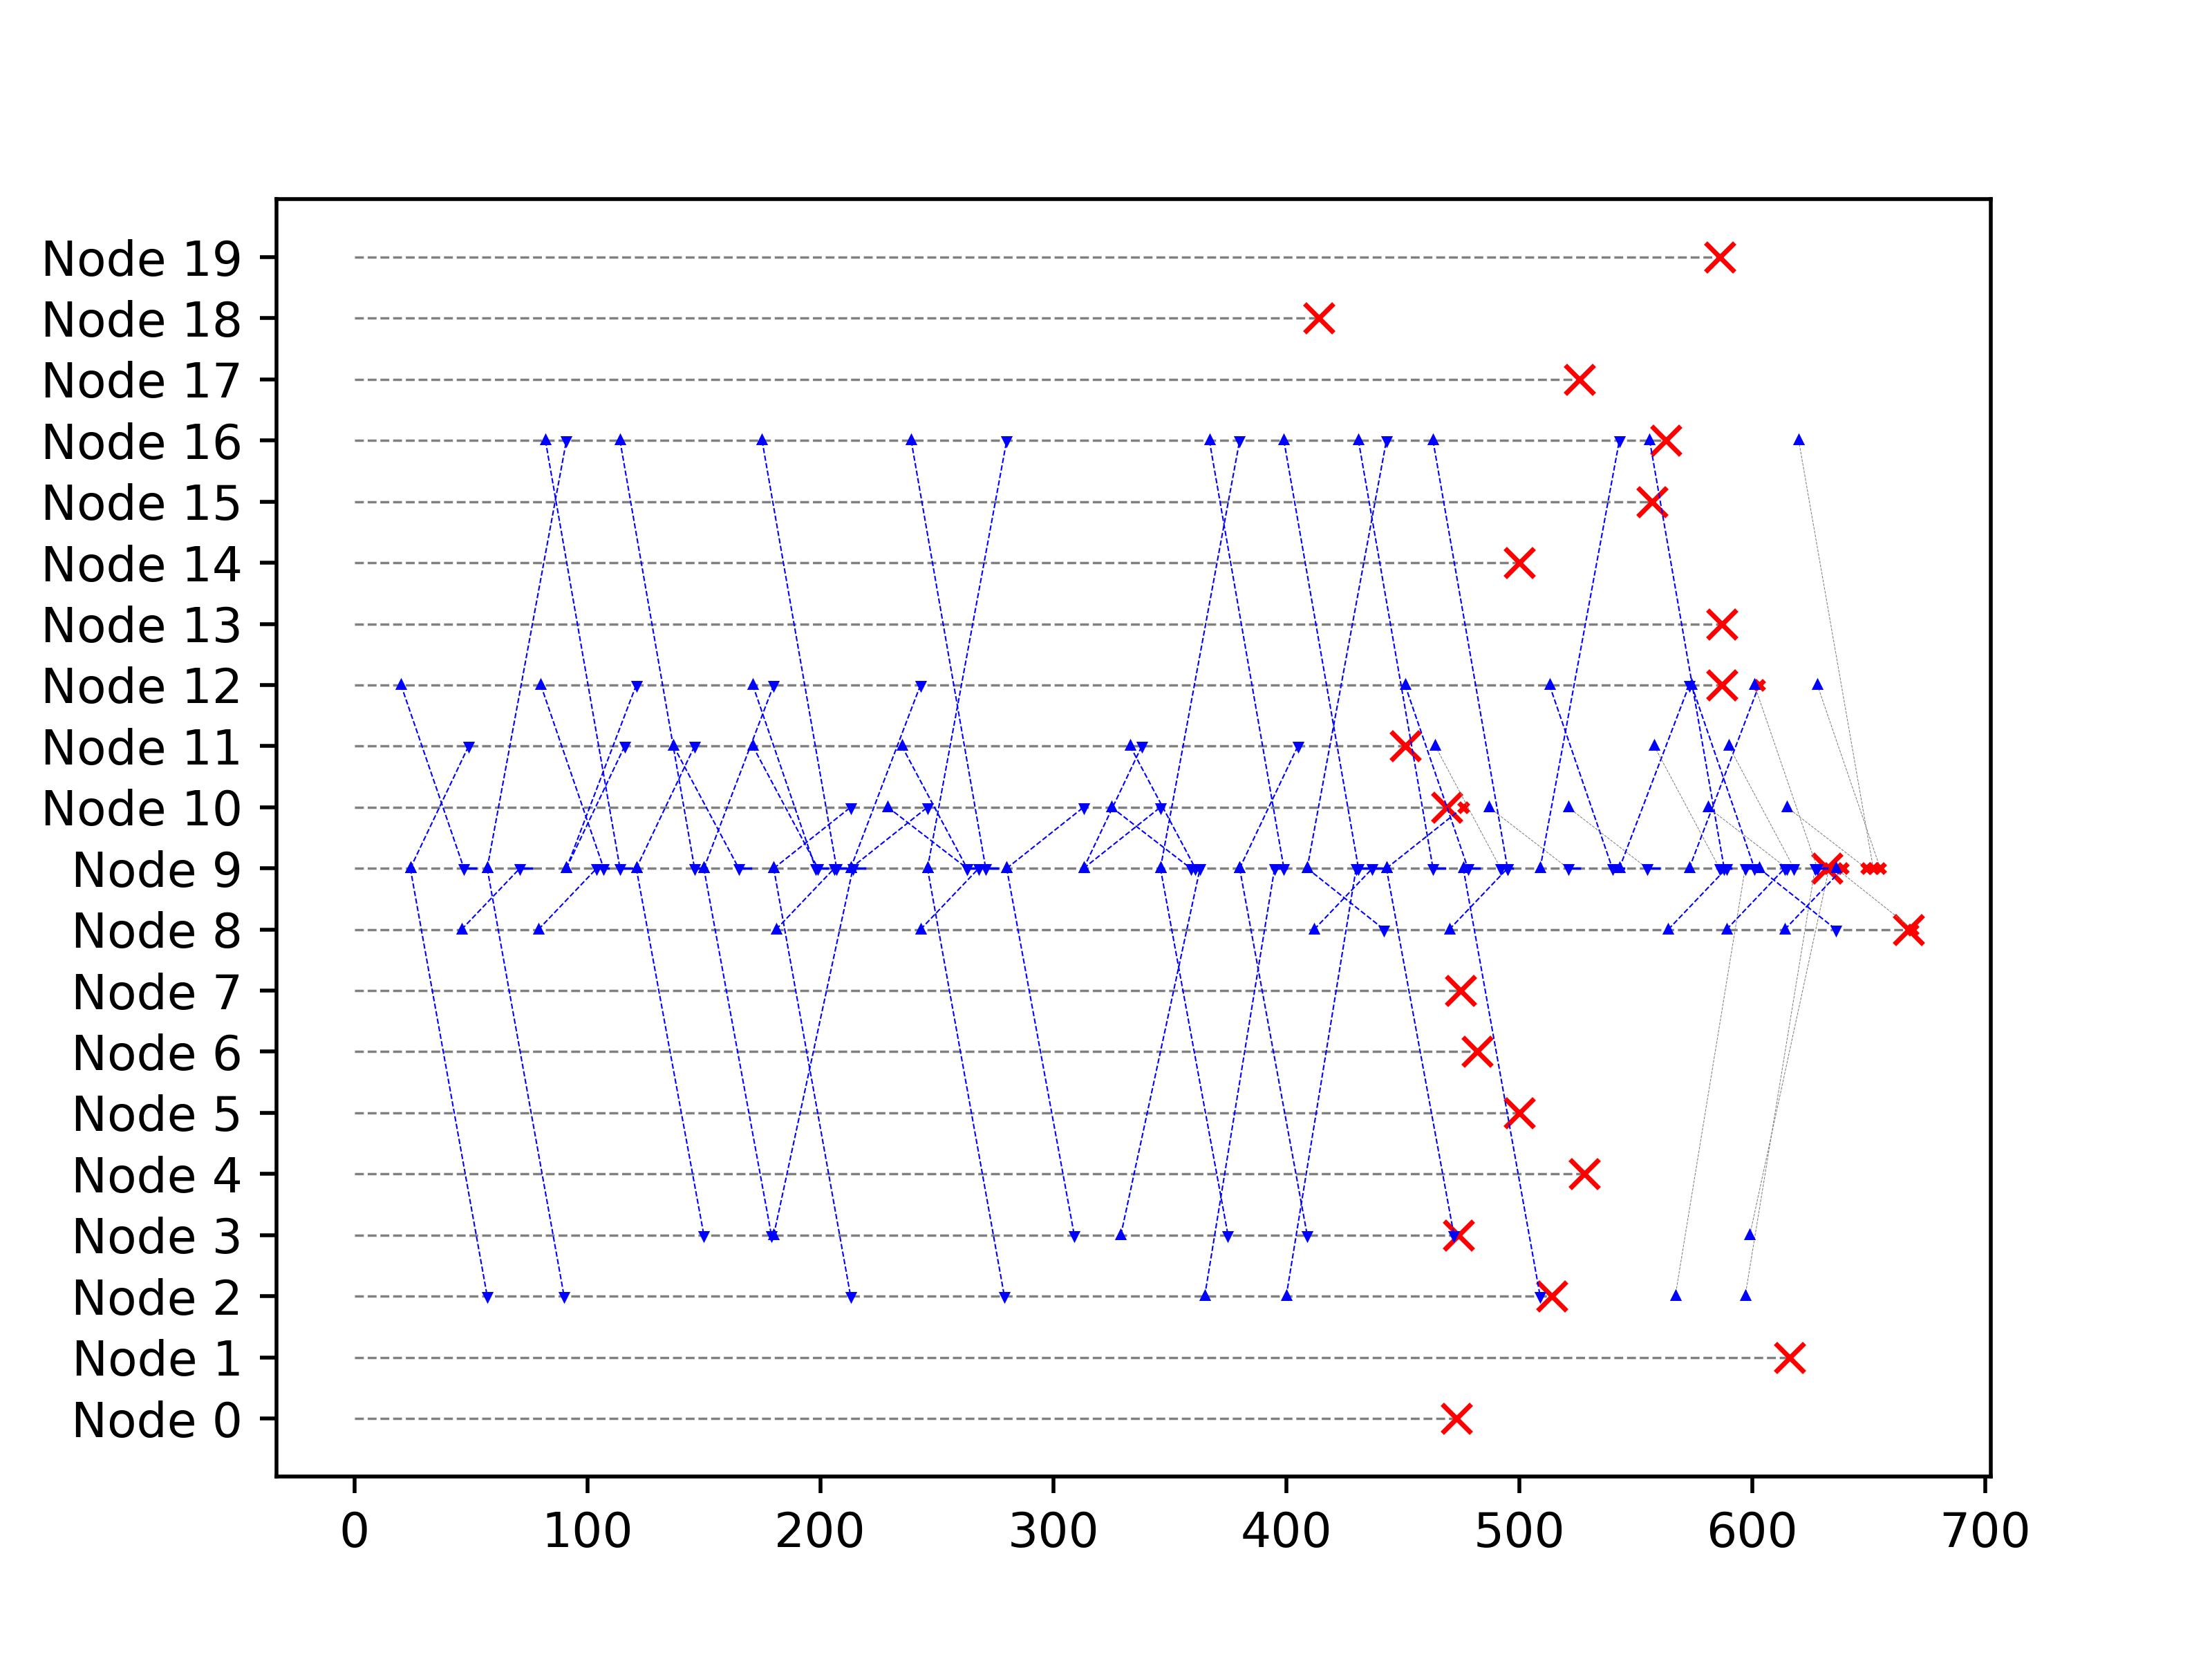 Node 19
Node 18
Node 17
Node 16
Node 15
Node 14
Node 13
Node 12
Node 11
Node 10
Node 9
Node 8
Node 7
Node 6
Node 5
Node 4
Node 3
Node 2
Node 1
Node 0
0 100 200 300 400 500 600 700